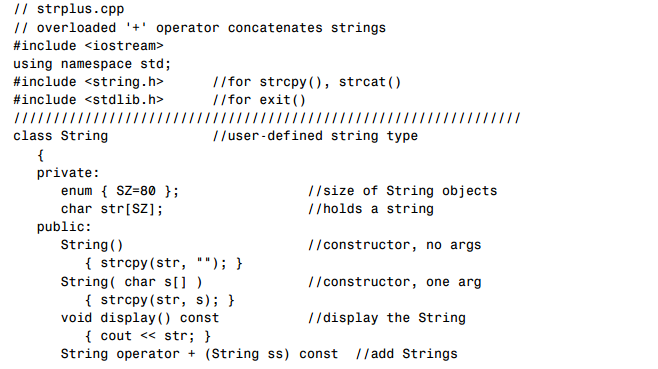 // strplus.cpp
// overloaded '+' operator concatenates strings
#include <iostream>
using namespace std;
#include <string.h>      //for strcpy(), strcat()
#include <stdlib.h>      //for exit()
////////////////////////////////////////////////////////////////
class String             //user-defined string type
   {
   private:
      enum { SZ=80 };                //size of String objects
      char str[SZ];                  //holds a string
   public:
      String()                       //constructor, no args
         { strcpy(str, ""); }
      String( char s[] )             //constructor, one arg
         { strcpy(str, s); }
      void display() const           //display the String
         { cout << str; }
      String operator + (String ss) const  //add Strings